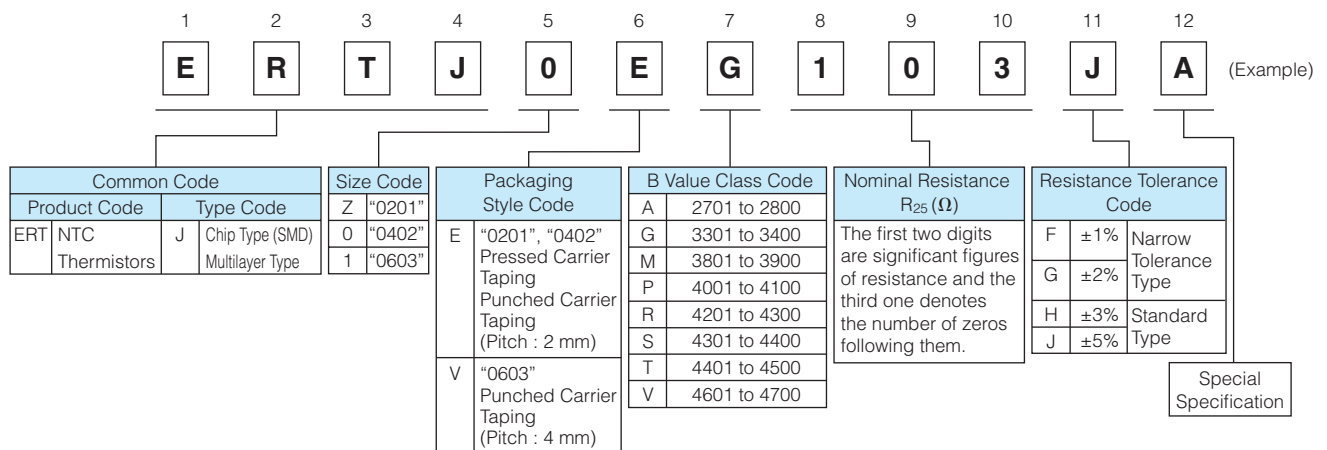 1 2 3 4 5 6 7 8 9 10 11 12
E R T J 0 E G 1 0 3 J A (Example)
Common Code
Product Code Type Code
ERT NTC Thermistors
J Chip Type (SMD)
Multilayer Type
Size Code
Z "0201"
0 "0402"
1 "0603"
Packaging
Style Code
E "0201", "0402"
Pressed Carrier
Taping
Punched Carrier
Taping
(Pitch : 2 mm)
V "0603"
Punched Carrier
Taping
(Pitch : 4 mm)
B Value Class Code
A 2701 to 2800
G 3301 to 3400
M 3801 to 3900
P 4001 to 4100
R 4201 to 4300
S 4301 to 4400
T 4401 to 4500
V 4601 to 4700
Nominal Resistance
R25 (Ω)
The first two digits
are significant figures
of resistance and the
third one denotes
the number of zeros
following them.
Resistance Tolerance
Code
F ±1%
G ±2%
Narrow
Tolerance
Type
H ±3%
J ±5%
Standard
Type
Special
Specification